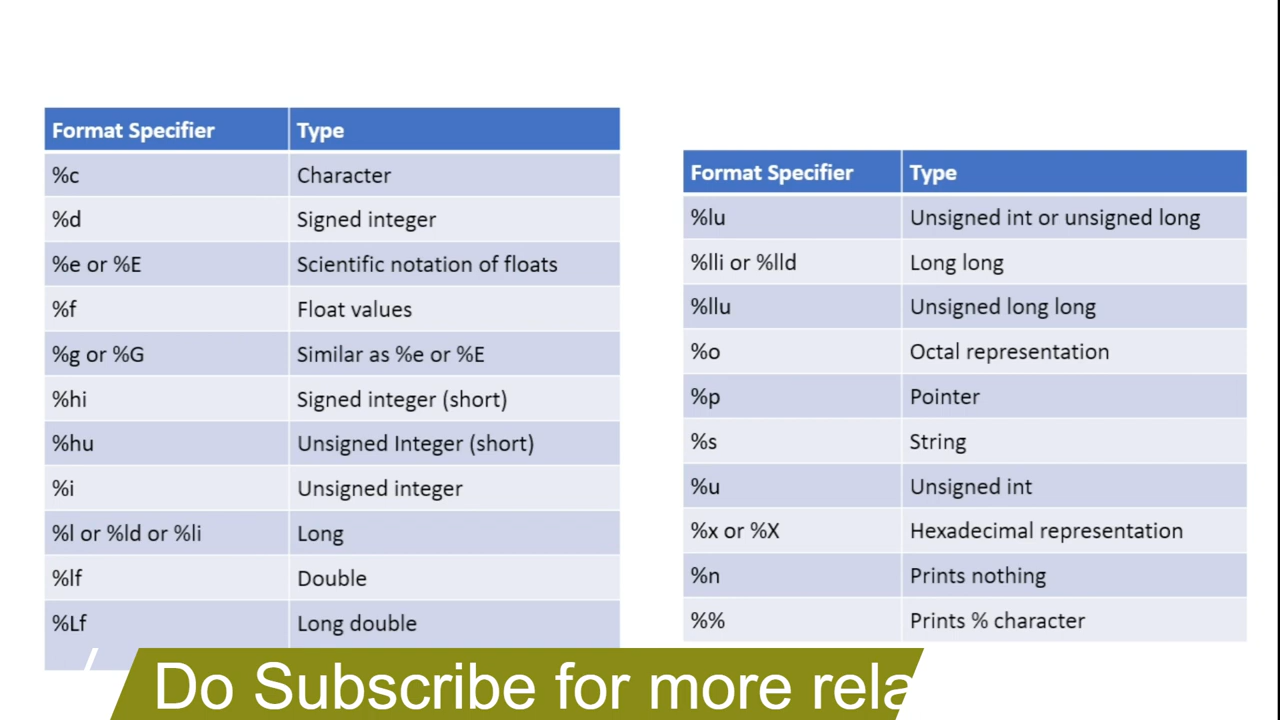 Format Specifier Type
%c Character
%d Signed integer
%e or %E Scientific notation of floats
%f Float values
%g or %G Similar as %e or %E
%hi Signed integer (short)
%hu Unsigned Integer (short)
%i Unsigned integer
%l or %ld or %li Long
%lf Double
%Lf Long double
Format Specifier Type
%lu Unsigned int or unsigned long
%lli or %lld Long long
%llu Unsigned long long
%o Octal representation
%p Pointer
%s String
%u Unsigned int
%x or %X Hexadecimal representation
%n Prints nothing
%% Prints % character
Do Subscribe for more rela